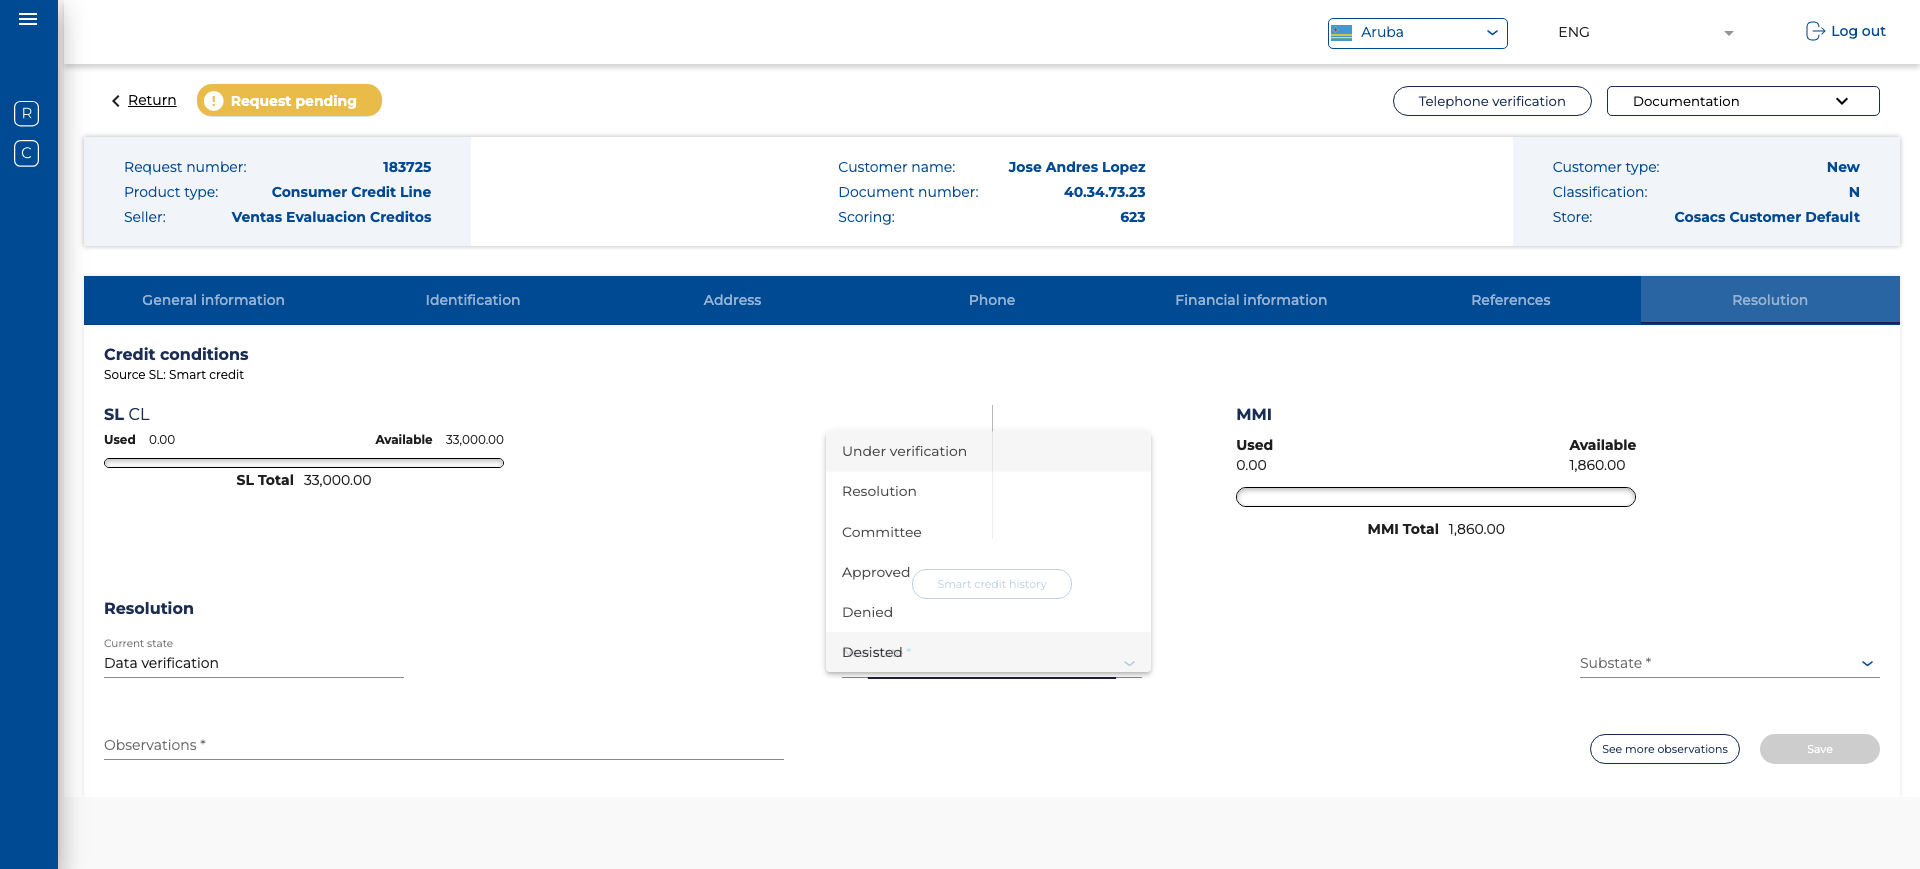 Aruba
ENG
Log out
R
C
Return
! Request pending
Telephone verification
Documentation
Request number: 183725
Product type: Consumer Credit Line
Seller: Ventas Evaluacion Creditos
Customer name: Jose Andres Lopez
Document number: 40.34.73.23
Scoring: 623
Customer type: New
Classification: N
Store: Cosacs Customer Default
General information
Identification
Address
Phone
Financial information
References
Resolution
Credit conditions
Source SL: Smart credit
SL CL
Used 0.00 Available 33,000.00
SL Total 33,000.00
MMI
Used Available
0.00 1,860.00
MMI Total 1,860.00
Under verification
Resolution
Committee
Approved
Smart credit history
Denied
Desisted *
Resolution
Current state
Data verification
Substate *
Observations *
See more observations
Save